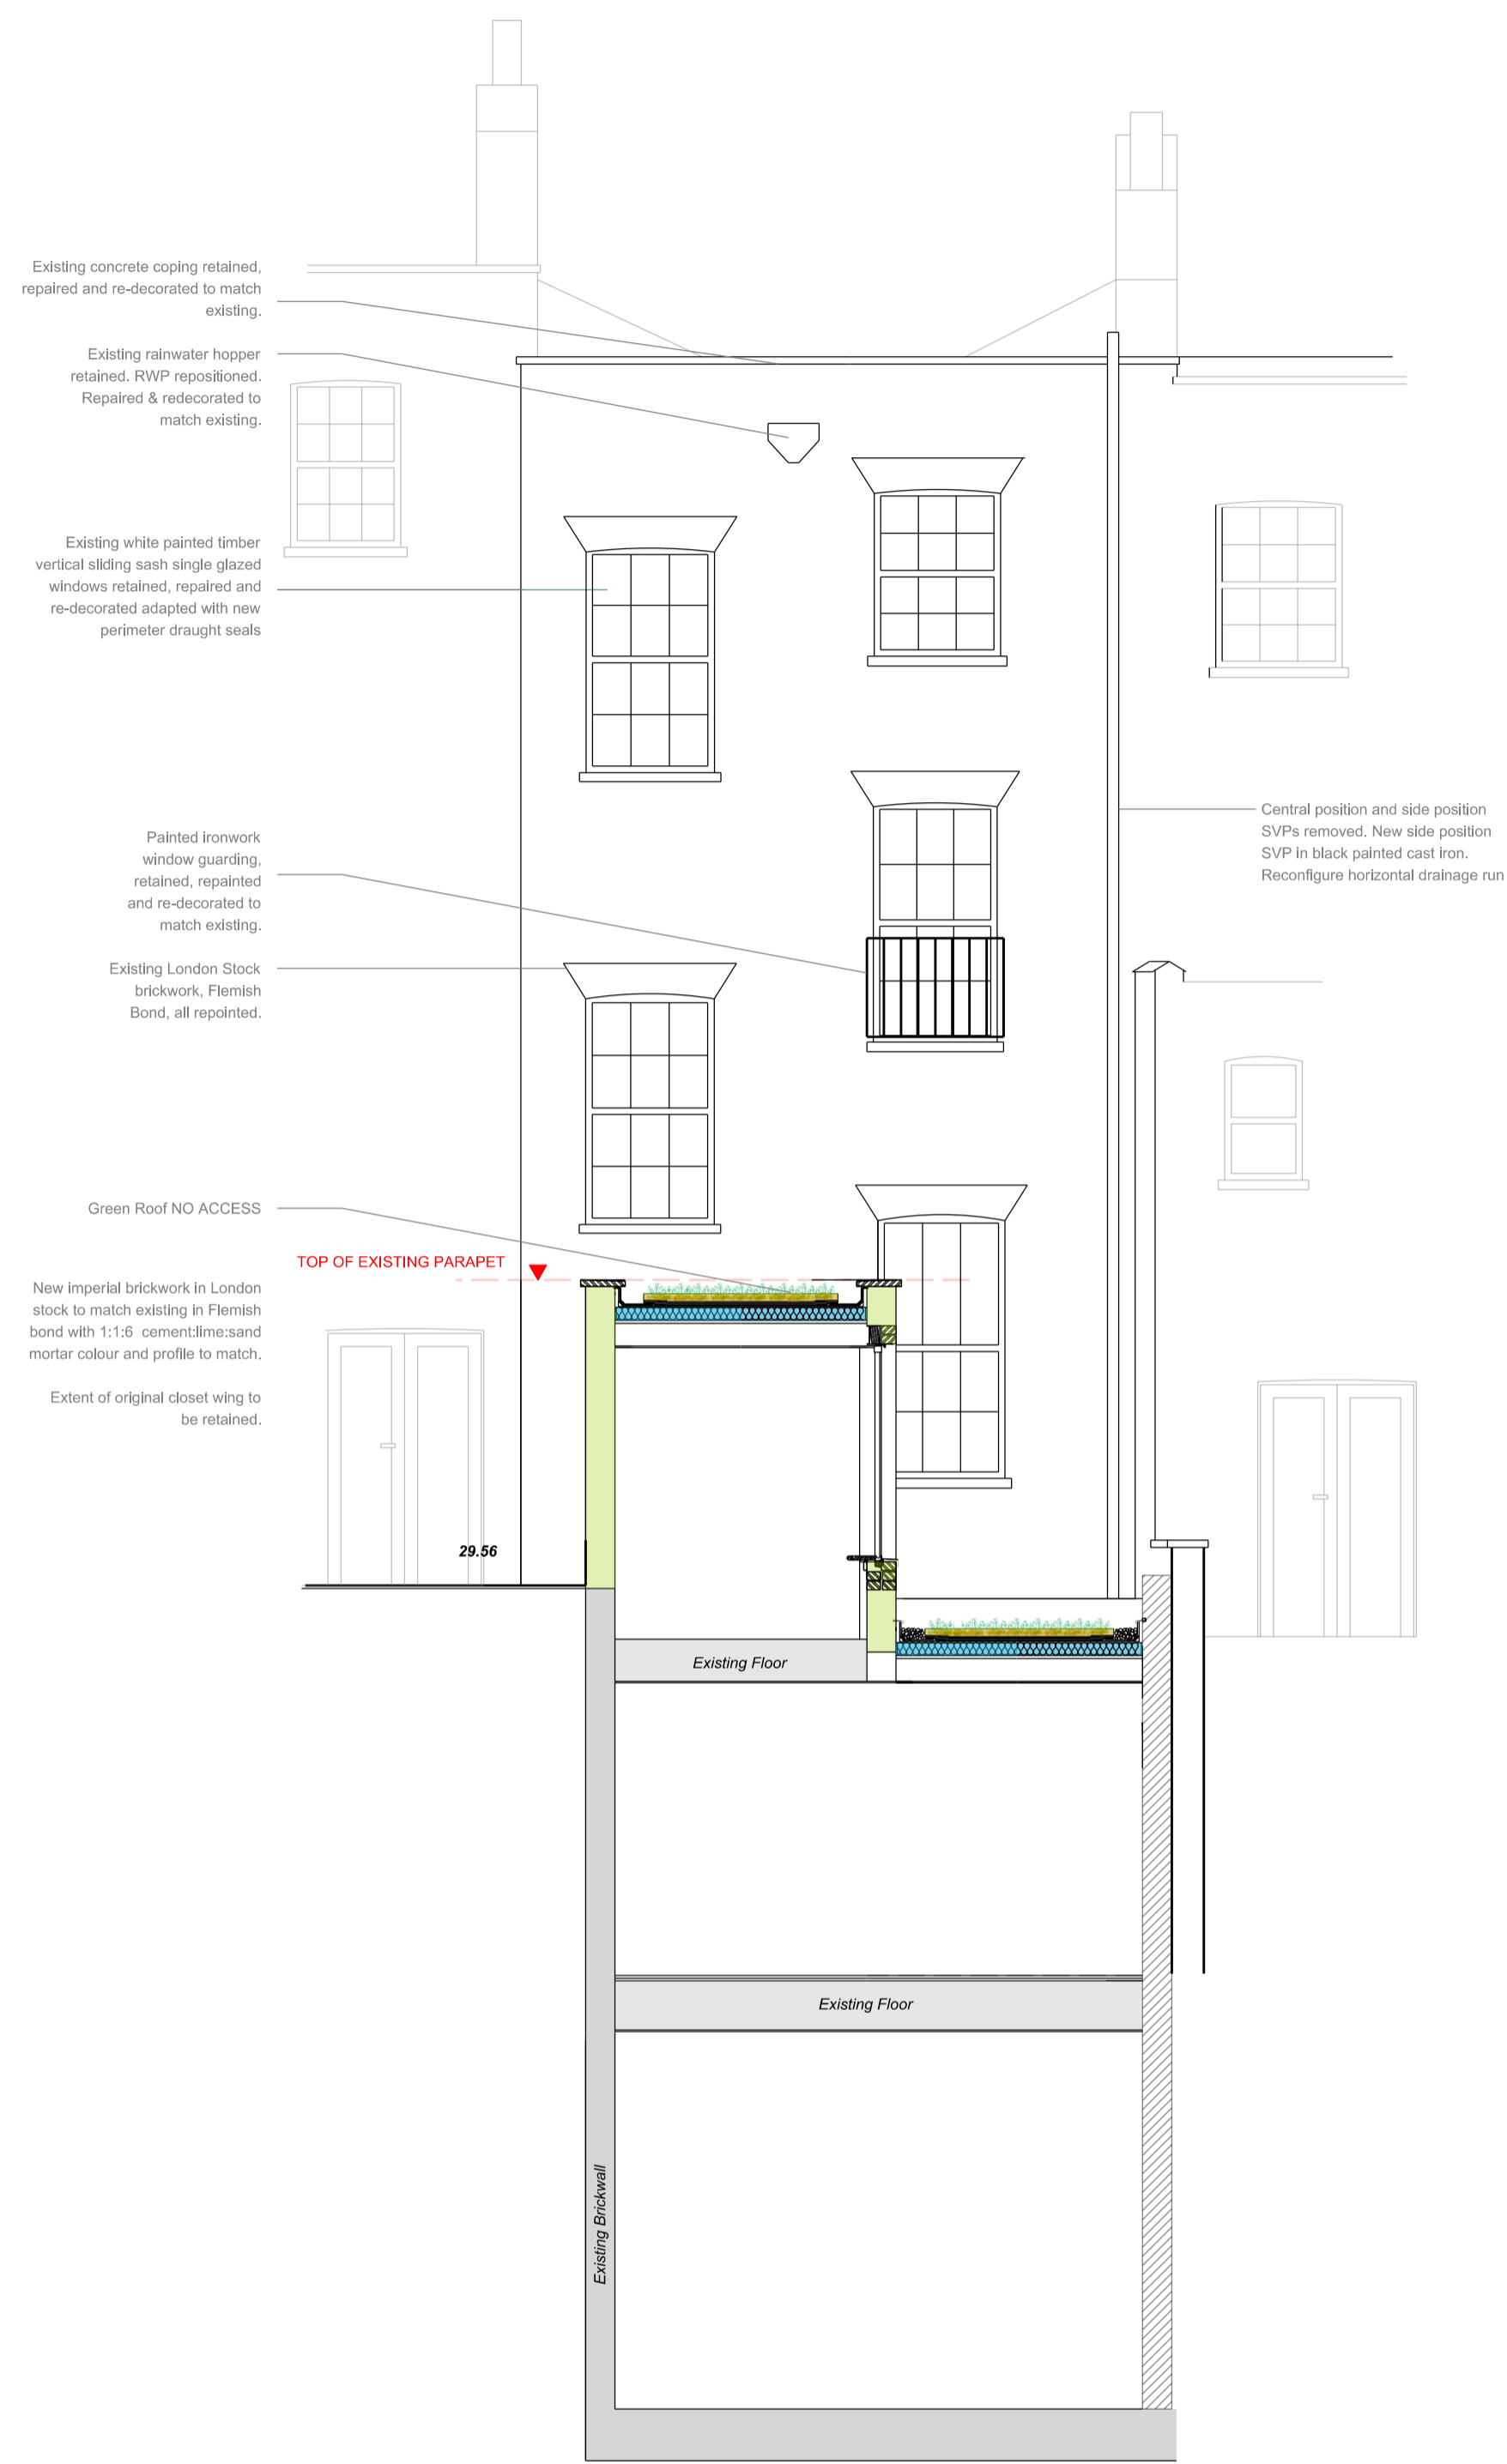 Existing concrete coping retained,
repaired and re-decorated to match
existing.
Existing rainwater hopper
retained. RWP repositioned.
Repaired & redecorated to
match existing.
Existing white painted timber
vertical sliding sash single glazed
windows retained, repaired and
re-decorated adapted with new
perimeter draught seals
Central position and side position
SVPs removed. New side position
SVP in black painted cast iron.
Reconfigure horizontal drainage run
Painted ironwork
window guarding,
retained, repainted
and re-decorated to
match existing.
Existing London Stock
brickwork, Flemish
Bond, all repointed.
Green Roof NO ACCESS
TOP OF EXISTING PARAPET
New imperial brickwork in London
stock to match existing in Flemish
bond with 1:1:6 cement:lime:sand
mortar colour and profile to match.
Extent of original closet wing to
be retained.
29.56
Existing Floor
Existing Floor
Existing Brickwall